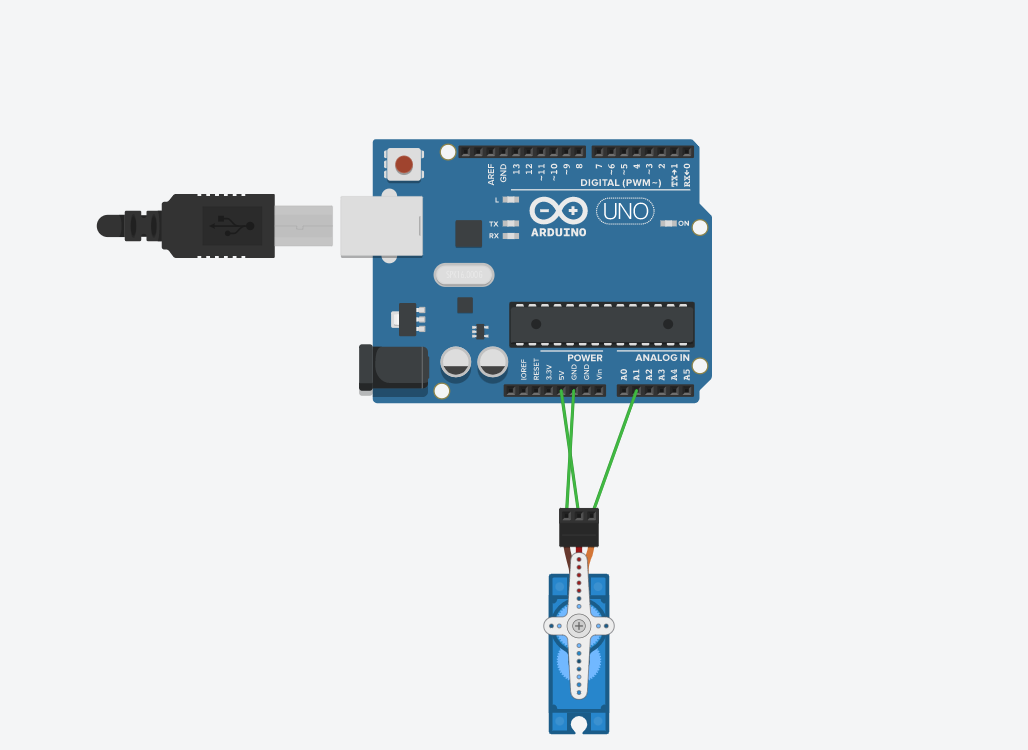 AREF
GND
13
12
~11
~10
~9
8
7
~6
~5
4
~3
2
TX→1
RX←0
DIGITAL (PWM~)
L
TX
RX
ARDUINO
UNO
ON
POWER
ANALOG IN
IOREF
RESET
3.3V
5V
GND
GND
Vin
A0
A1
A2
A3
A4
A5